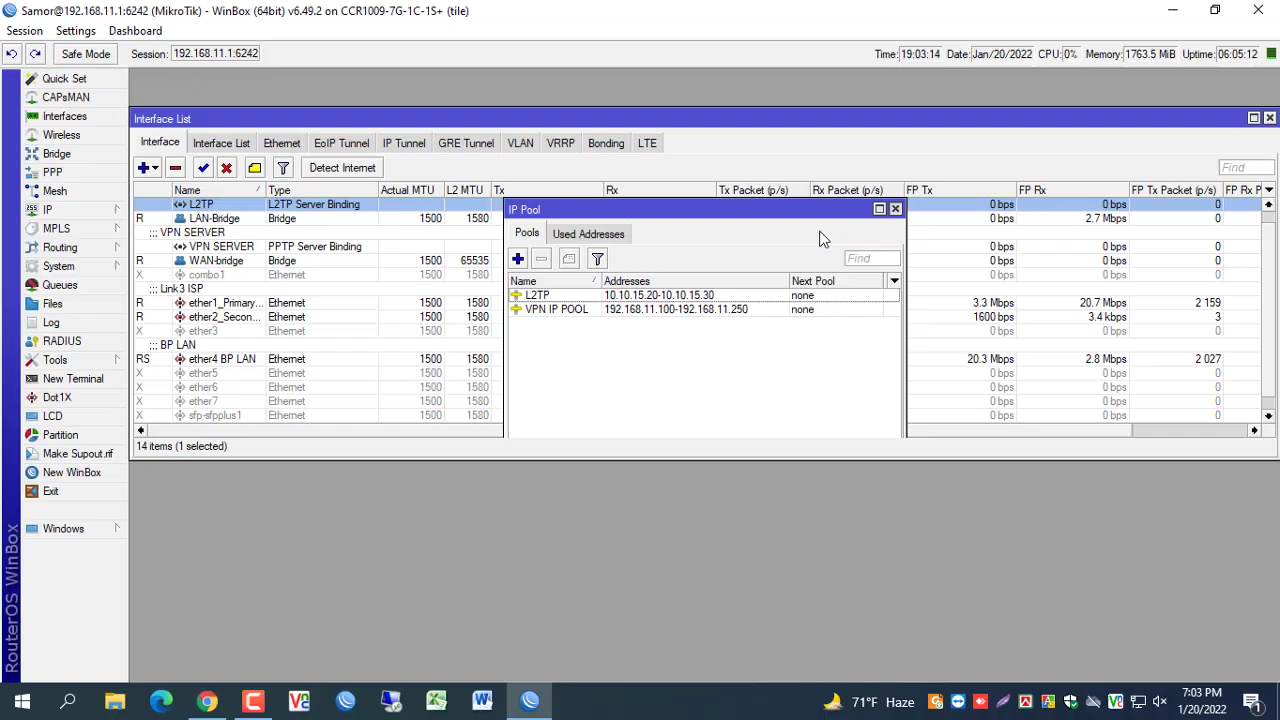 Samor@192.168.11.1:6242 (MikroTik) - WinBox (64bit) v6.49.2 on CCR1009-7G-1C-1S+ (tile)
Session Settings Dashboard
Safe Mode Session: 192.168.11.1:6242 Time: 19:03:14 Date: Jan/20/2022 CPU: 0% Memory: 1763.5 MiB Uptime: 06:05:12
Quick Set
CAPsMAN
Interfaces
Wireless
Bridge
PPP
Mesh
IP
MPLS
Routing
System
Queues
Files
Log
RADIUS
Tools
New Terminal
Dot1X
LCD
Partition
Make Supout.rif
New WinBox
Exit
Windows
RouterOS WinBox
Interface List
Interface Interface List Ethernet EoIP Tunnel IP Tunnel GRE Tunnel VLAN VRRP Bonding LTE
Detect Internet Find
Name Type Actual MTU L2 MTU Tx Rx Tx Packet (p/s) Rx Packet (p/s) FP Tx FP Rx FP Tx Packet (p/s) FP Rx P
L2TP L2TP Server Binding 0 bps 0 bps 0
R LAN-Bridge Bridge 1500 1580 0 bps 2.7 Mbps 0
;;; VPN SERVER
VPN SERVER PPTP Server Binding 0 bps 0 bps 0
R WAN-bridge Bridge 1500 65535 0 bps 0 bps 0
X combo1 Ethernet 1500 1580 0 bps 0 bps 0
;;; Link3 ISP
R ether1_Primary... Ethernet 1500 1580 3.3 Mbps 20.7 Mbps 2 159
R ether2_Secon... Ethernet 1500 1580 1600 bps 3.4 kbps 3
X ether3 Ethernet 1500 1580 0 bps 0 bps 0
;;; BP LAN
RS ether4 BP LAN Ethernet 1500 1580 20.3 Mbps 2.8 Mbps 2 027
X ether5 Ethernet 1500 1580 0 bps 0 bps 0
X ether6 Ethernet 1500 1580 0 bps 0 bps 0
X ether7 Ethernet 1500 1580 0 bps 0 bps 0
X sfp-sfpplus1 Ethernet 1500 1580 0 bps 0 bps 0
14 items (1 selected)
IP Pool
Pools Used Addresses
Find
Name Addresses Next Pool
L2TP 10.10.15.20-10.10.15.30 none
VPN IP POOL 192.168.11.100-192.168.11.250 none
71°F Haze
7:03 PM
1/20/2022
1